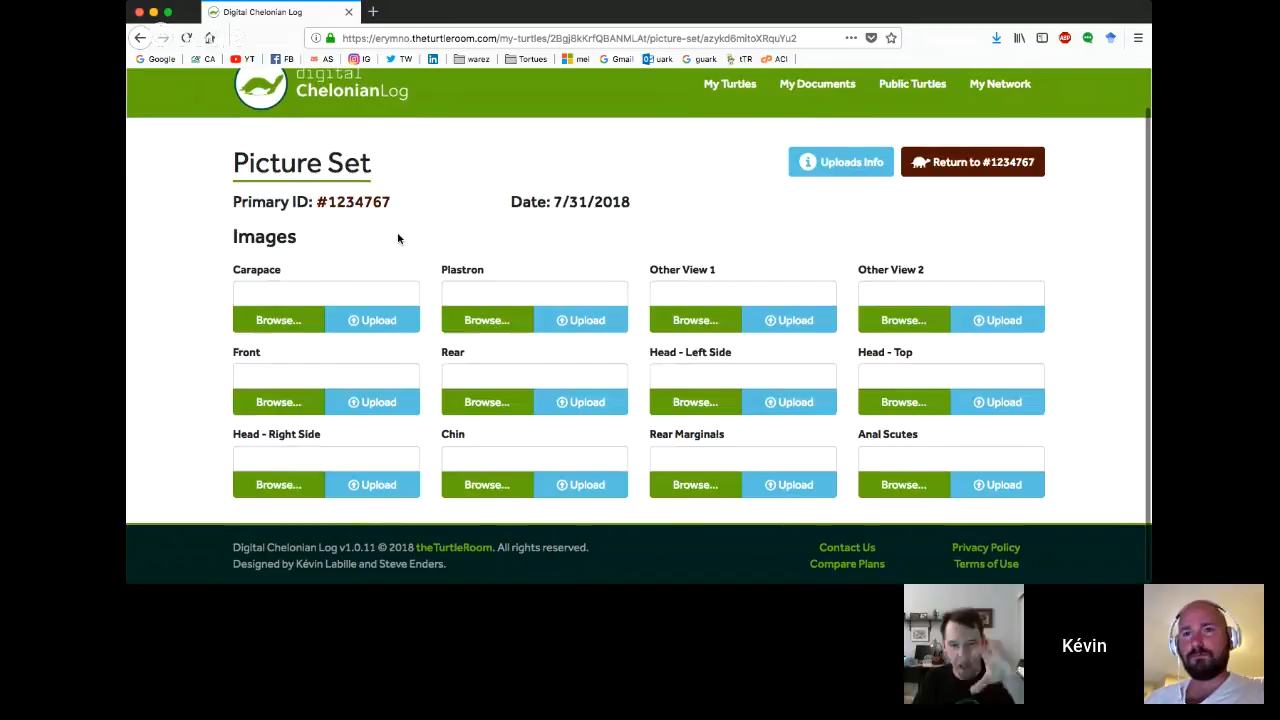 Digital Chelonian Log
https://erymno.theturtleroom.com/my-turtles/2Bgj8kKrfQBANMLAt/picture-set/azykd6mitoXRquYu2
Google CA YT FB AS IG TW warez Tortues mel Gmail uark guark tTR ACI
digital
ChelonianLog
My Turtles My Documents Public Turtles My Network
Picture Set
Uploads Info Return to #1234767
Primary ID: #1234767 Date: 7/31/2018
Images
Carapace Plastron Other View 1 Other View 2
Browse... Upload Browse... Upload Browse... Upload Browse... Upload
Front Rear Head - Left Side Head - Top
Browse... Upload Browse... Upload Browse... Upload Browse... Upload
Head - Right Side Chin Rear Marginals Anal Scutes
Browse... Upload Browse... Upload Browse... Upload Browse... Upload
Digital Chelonian Log v1.0.11 © 2018 theTurtleRoom. All rights reserved. Contact Us Privacy Policy
Designed by Kévin Labille and Steve Enders. Compare Plans Terms of Use
Kévin